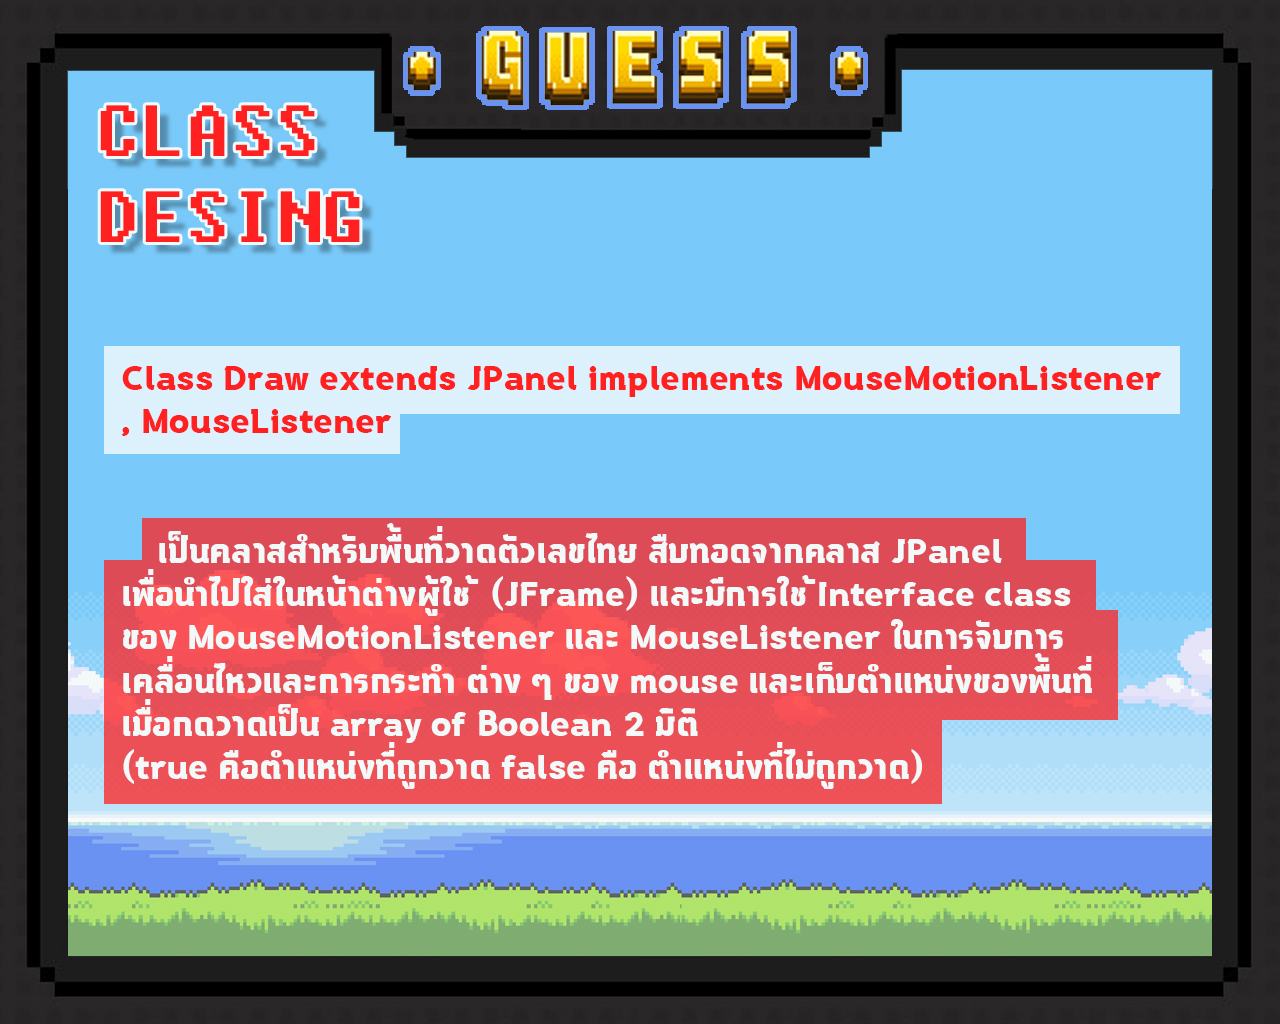 • GUESS •
CLASS
DESING
Class Draw extends JPanel implements MouseMotionListener
, MouseListener
เป็นคลาสสำหรับพื้นที่วาดตัวเลขไทย สืบทอดจากคลาส JPanel
เพื่อนำไปใส่ในหน้าต่างผู้ใช้ (JFrame) และมีการใช้ Interface class
ของ MouseMotionListener และ MouseListener ในการจับการ
เคลื่อนไหวและการกระทำ ต่าง ๆ ของ mouse และเก็บตำแหน่งของพื้นที่
เมื่อกดวาดเป็น array of Boolean 2 มิติ
(true คือตำแหน่งที่ถูกวาด false คือ ตำแหน่งที่ไม่ถูกวาด)